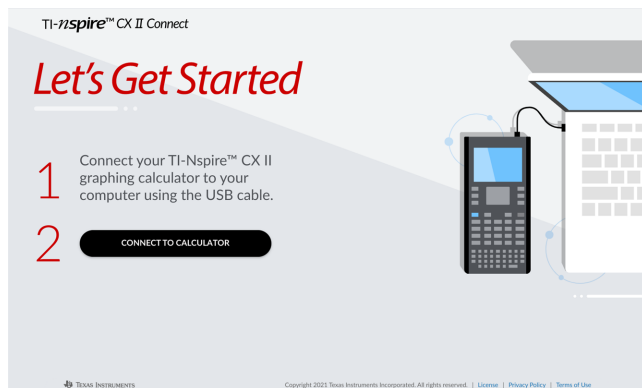 TI-nspire™ CX II Connect
Let's Get Started
1
Connect your TI-Nspire™ CX II
graphing calculator to your
computer using the USB cable.
2
CONNECT TO CALCULATOR
TEXAS INSTRUMENTS
Copyright 2021 Texas Instruments Incorporated. All rights reserved. | License | Privacy Policy | Terms of Use